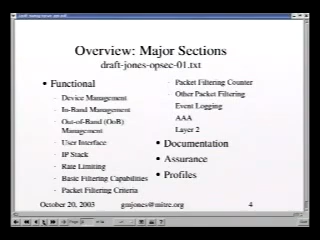 Overview: Major Sections
draft-jones-opsec-01.txt
• Functional
- Device Management
- In-Band Management
- Out-of-Band (OoB)
Management
- User Interface
- IP Stack
- Rate Limiting
- Basic Filtering Capabilities
- Packet Filtering Criteria
- Packet Filtering Counter
- Other Packet Filtering
- Event Logging
- AAA
- Layer 2
• Documentation
• Assurance
• Profiles
October 20, 2003
gmjones@mitre.org
4